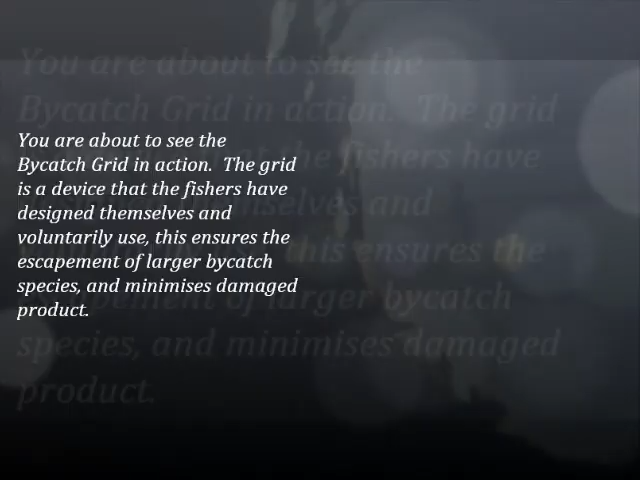 You are about to see the
Bycatch Grid in action.  The grid
is a device that the fishers have
designed themselves and
voluntarily use, this ensures the
escapement of larger bycatch
species, and minimises damaged
product.